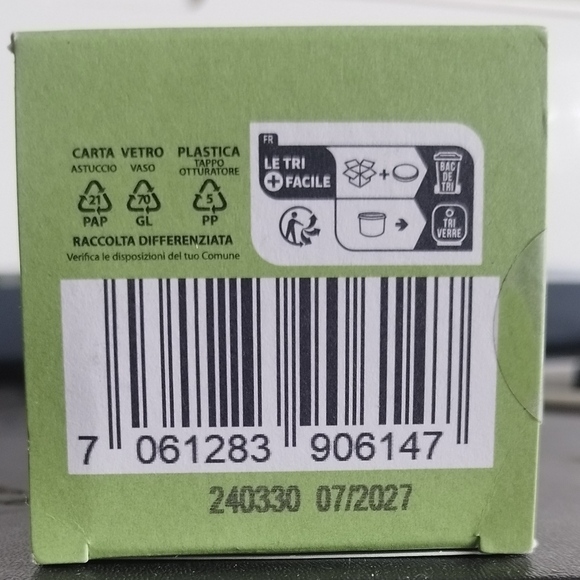 CARTA VETRO PLASTICA
ASTUCCIO VASO TAPPO OTTURATORE
21 70 5
PAP GL PP
RACCOLTA DIFFERENZIATA
Verifica le disposizioni del tuo Comune
FR
LE TRI
+ FACILE
+
BAC
DE
TRI
TRI
VERRE
7 061283 906147
240330 07/2027